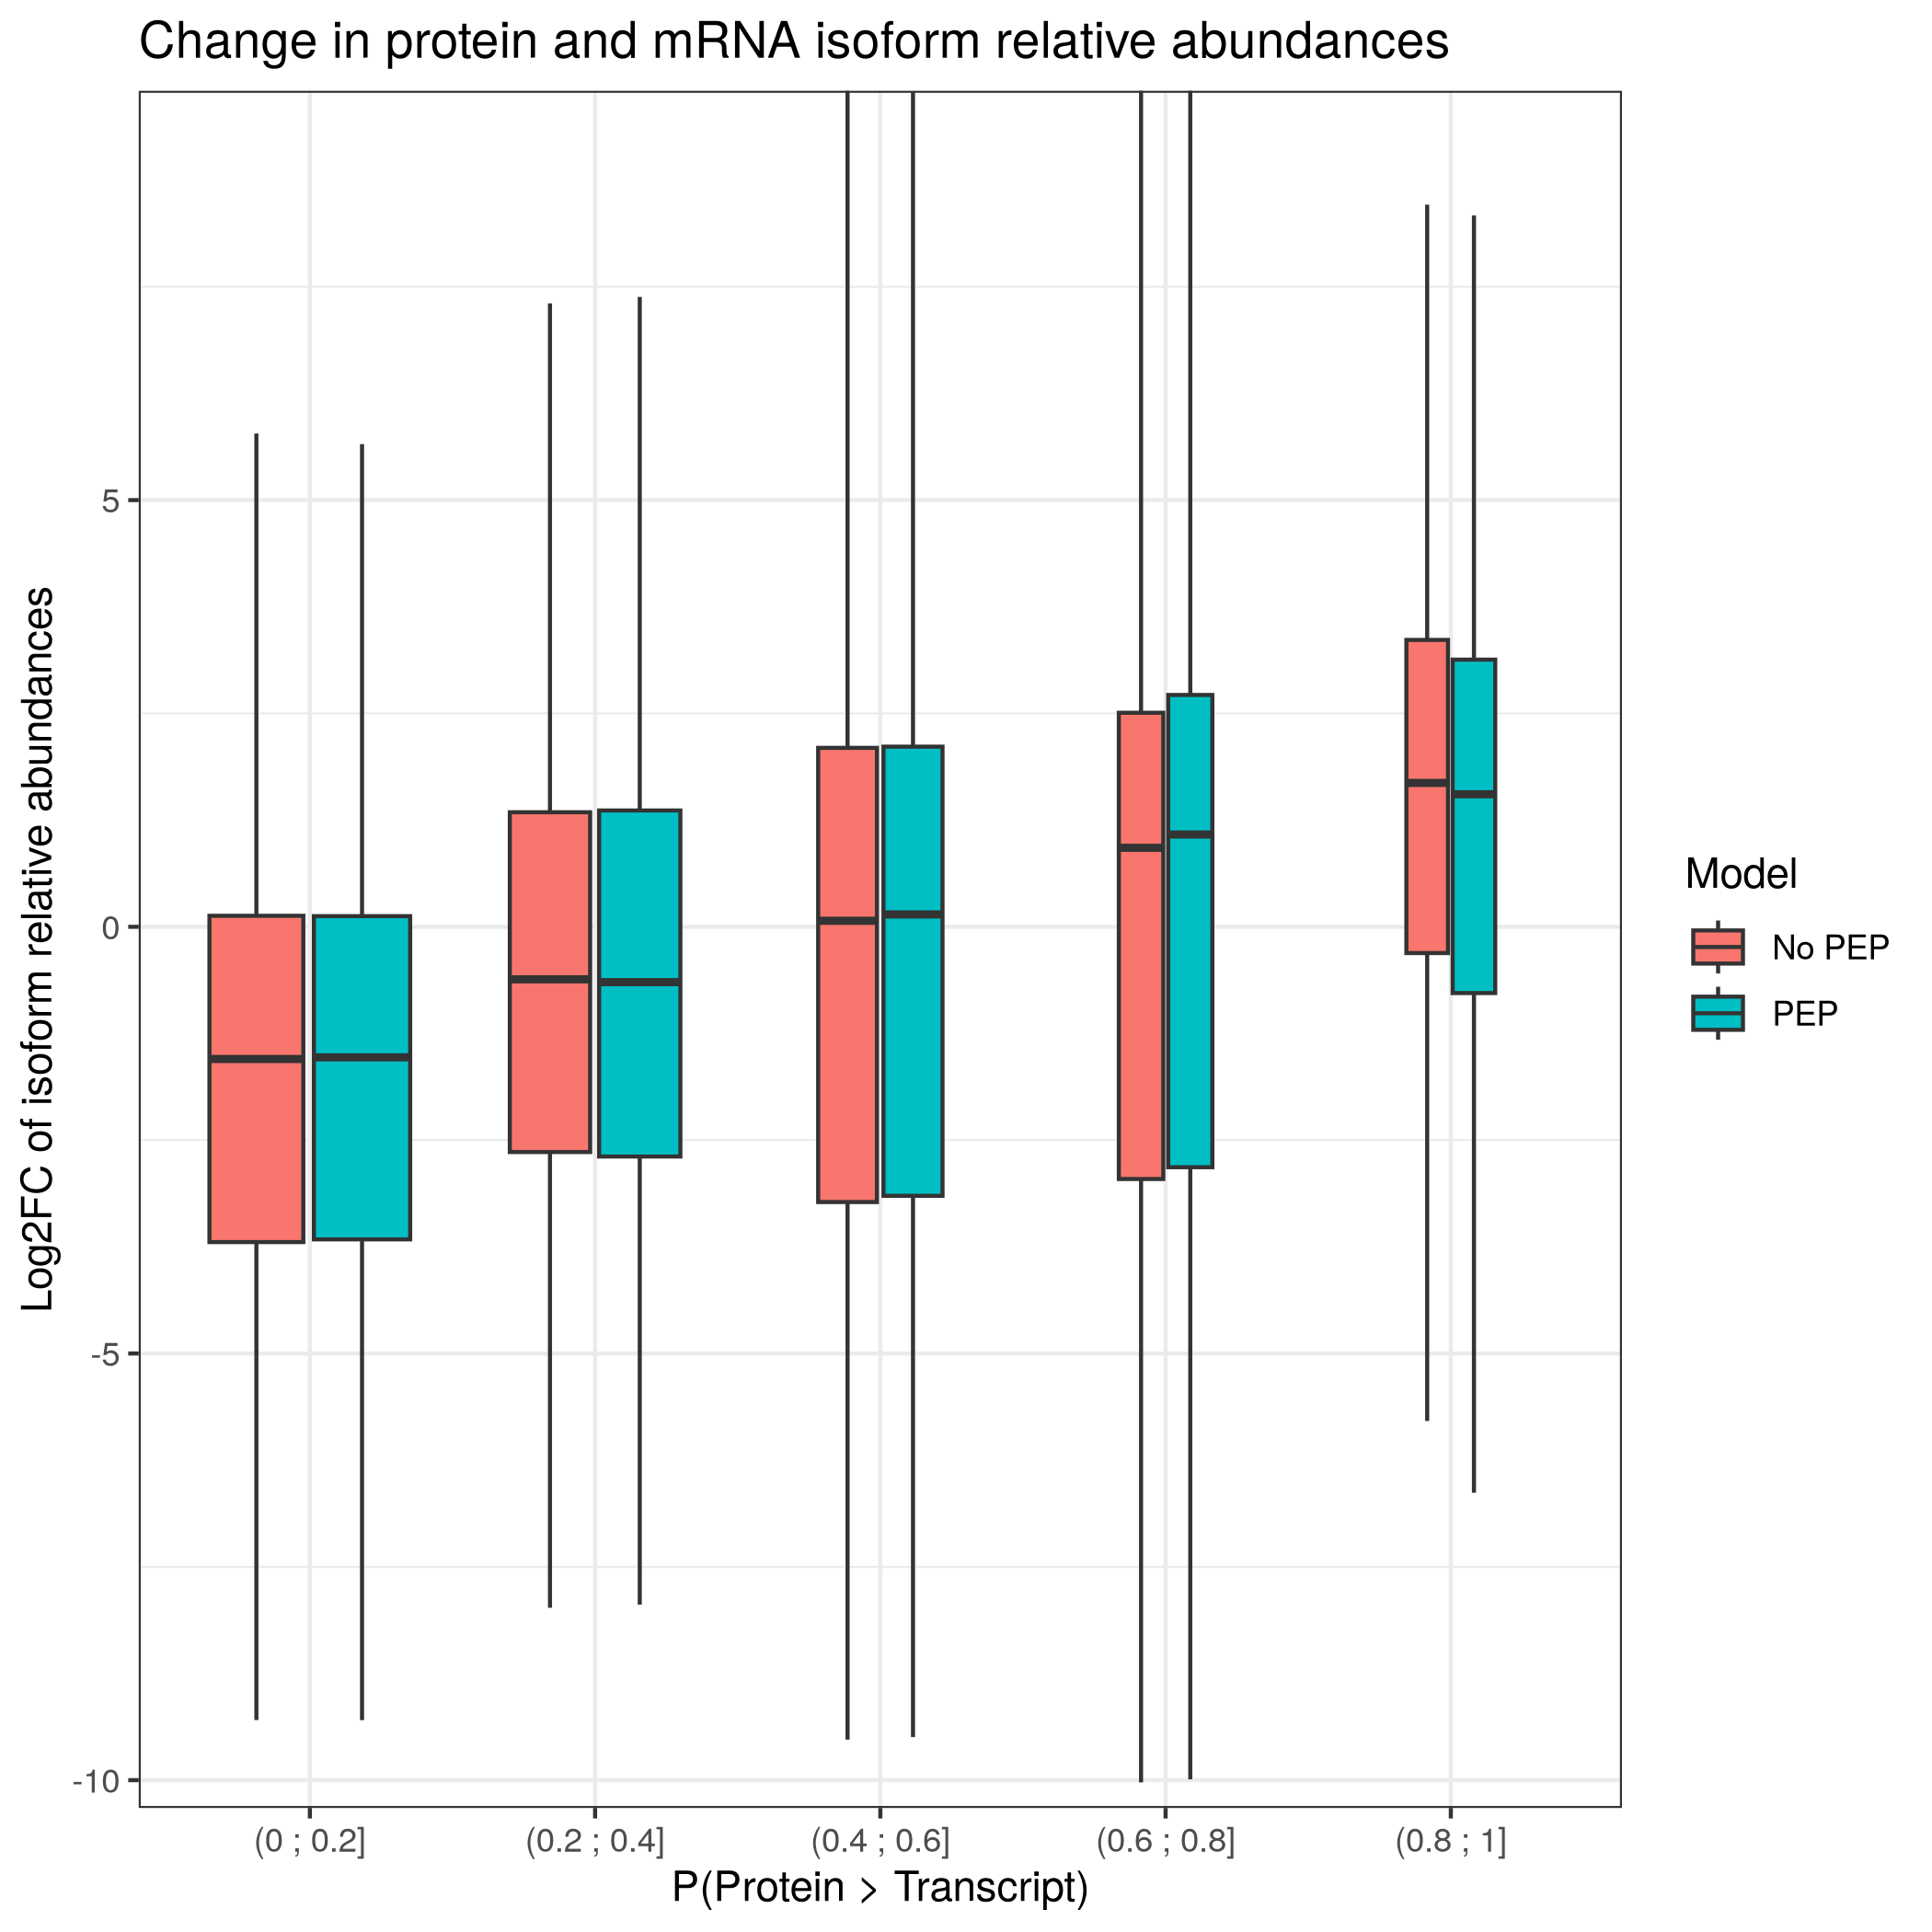 Change in protein and mRNA isoform relative abundances
Log2FC of isoform relative abundances
5
0
-5
-10
(0 ; 0.2]
(0.2 ; 0.4]
(0.4 ; 0.6]
(0.6 ; 0.8]
(0.8 ; 1]
P(Protein > Transcript)
Model
No PEP
PEP